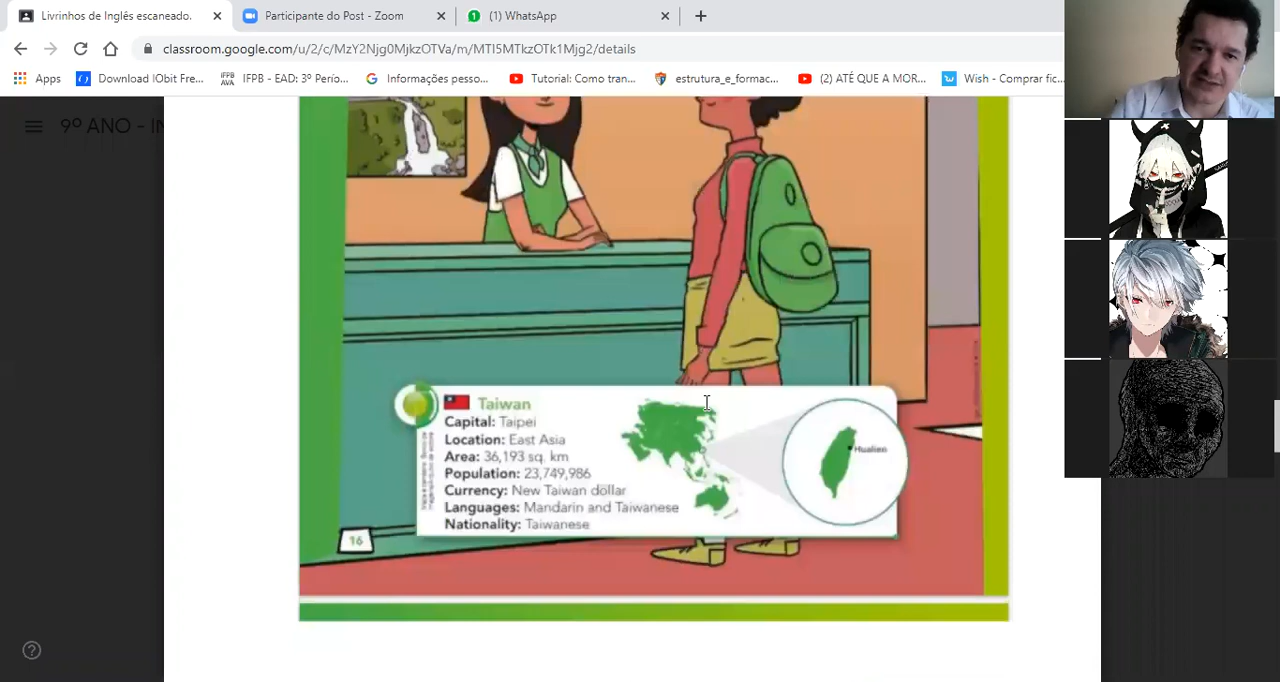 Livrinhos de Inglês escaneado.
Participante do Post - Zoom
(1) WhatsApp
classroom.google.com/u/2/c/MzY2Njg0MjkzOTVa/m/MTI5MTkzOTk1Mjg2/details
Apps
Download IObit Fre...
IFPB AVA
IFPB - EAD: 3º Perío...
Informações pesso...
Tutorial: Como tran...
estrutura_e_formac...
(2) ATÉ QUE A MOR...
Wish - Comprar fic...
9º ANO - IN
Taiwan
Capital: Taipei
Location: East Asia
Area: 36,193 sq. km
Population: 23,749,986
Currency: New Taiwan dollar
Languages: Mandarin and Taiwanese
Nationality: Taiwanese
Hualien
16